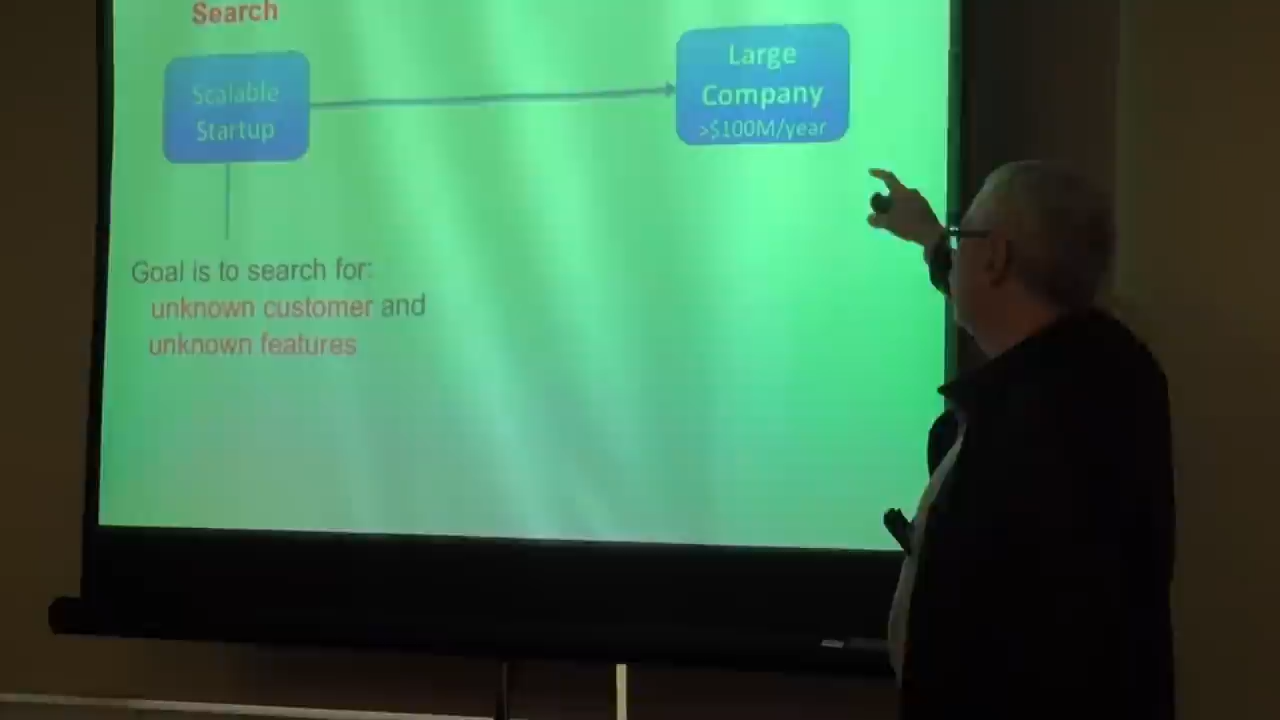 Search
Scalable
Startup
Large
Company
>$100M/year
Goal is to search for:
unknown customer and
unknown features